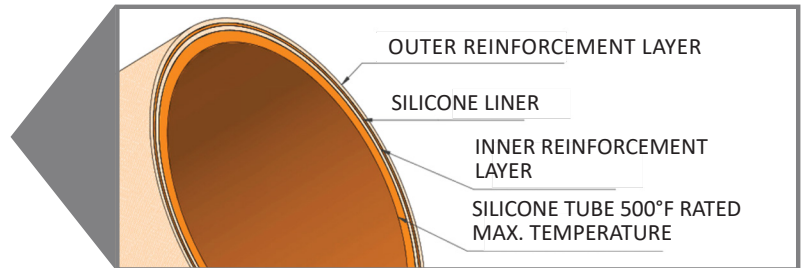 OUTER REINFORCEMENT LAYER
SILICONE LINER
INNER REINFORCEMENT
LAYER
SILICONE TUBE 500°F RATED
MAX. TEMPERATURE